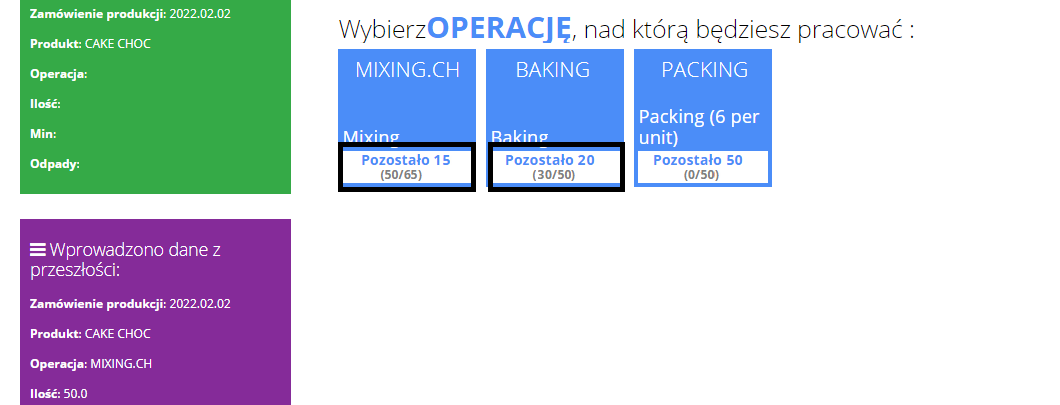 Zamówienie produkcji: 2022.02.02
Produkt: CAKE CHOC
Operacja:
Ilość:
Min:
Odpady:
Wprowadzono dane z
przeszłości:
Zamówienie produkcji: 2022.02.02
Produkt: CAKE CHOC
Operacja: MIXING.CH
Ilość: 50.0
WybierzOPERACJĘ, nad którą będziesz pracować :
MIXING.CH
Mixing
Pozostało 15
(50/65)
BAKING
Baking
Pozostało 20
(30/50)
PACKING
Packing (6 per
unit)
Pozostało 50
(0/50)